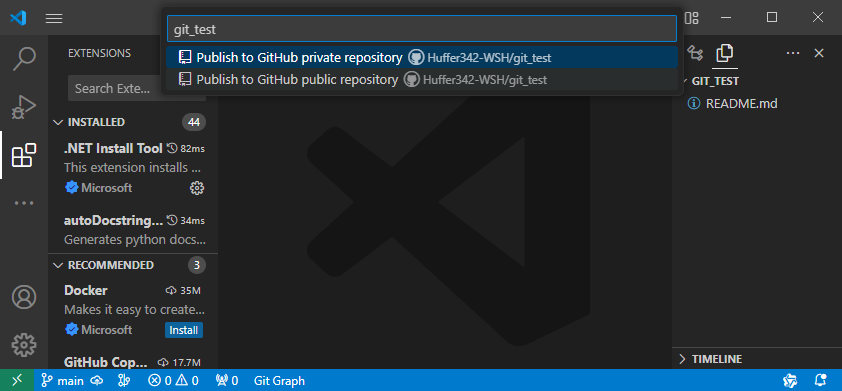 git_test
Publish to GitHub private repository Huffer342-WSH/git_test
Publish to GitHub public repository Huffer342-WSH/git_test
EXTENSIONS
Search Exte...
INSTALLED 44
.NET Install Tool 82ms
This extension installs ...
Microsoft
autoDocstring... 34ms
Generates python docs...
RECOMMENDED 3
Docker 35M
Makes it easy to create...
Microsoft Install
GitHub Cop... 17.7M
GIT_TEST
README.md
TIMELINE
main 0 0 0 Git Graph